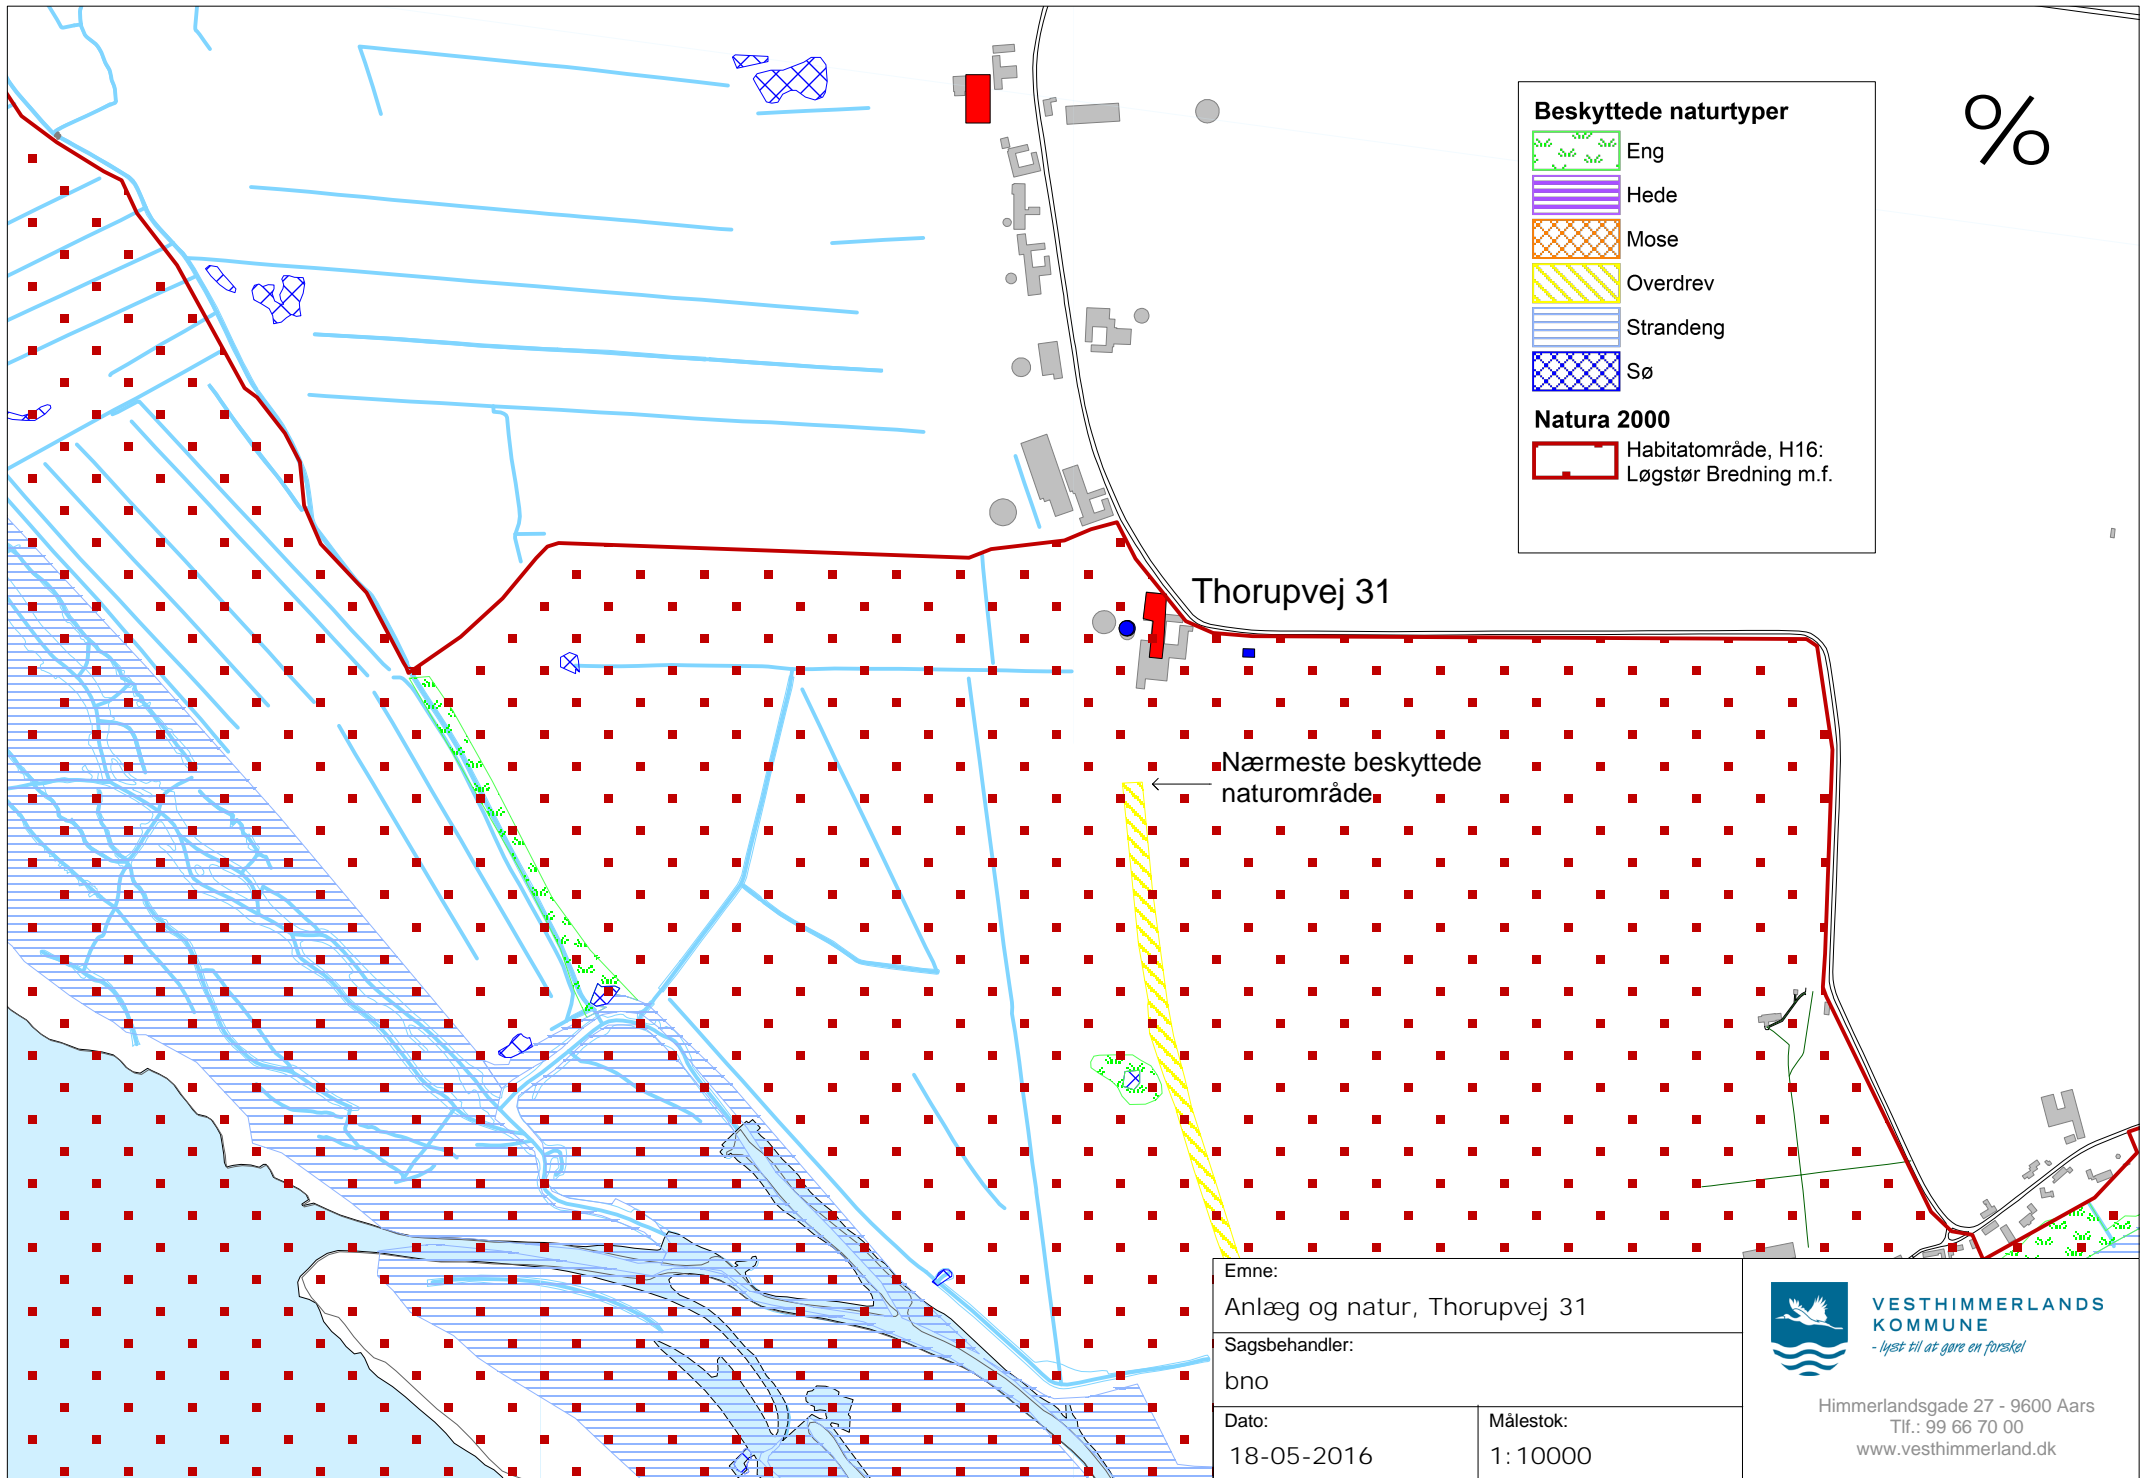 Beskyttede naturtyper
Eng
Hede
Mose
Overdrev
Strandeng
Sø
Natura 2000
Habitatområde, H16:
Løgstør Bredning m.f.
%
Thorupvej 31
Nærmeste beskyttede
naturområde
Emne:
Anlæg og natur, Thorupvej 31
Sagsbehandler:
bno
Dato:
18-05-2016
Målestok:
1:10000
VESTHIMMERLANDS
KOMMUNE
- lyst til at gøre en forskel
Himmerlandsgade 27 - 9600 Aars
Tlf.: 99 66 70 00
www.vesthimmerland.dk